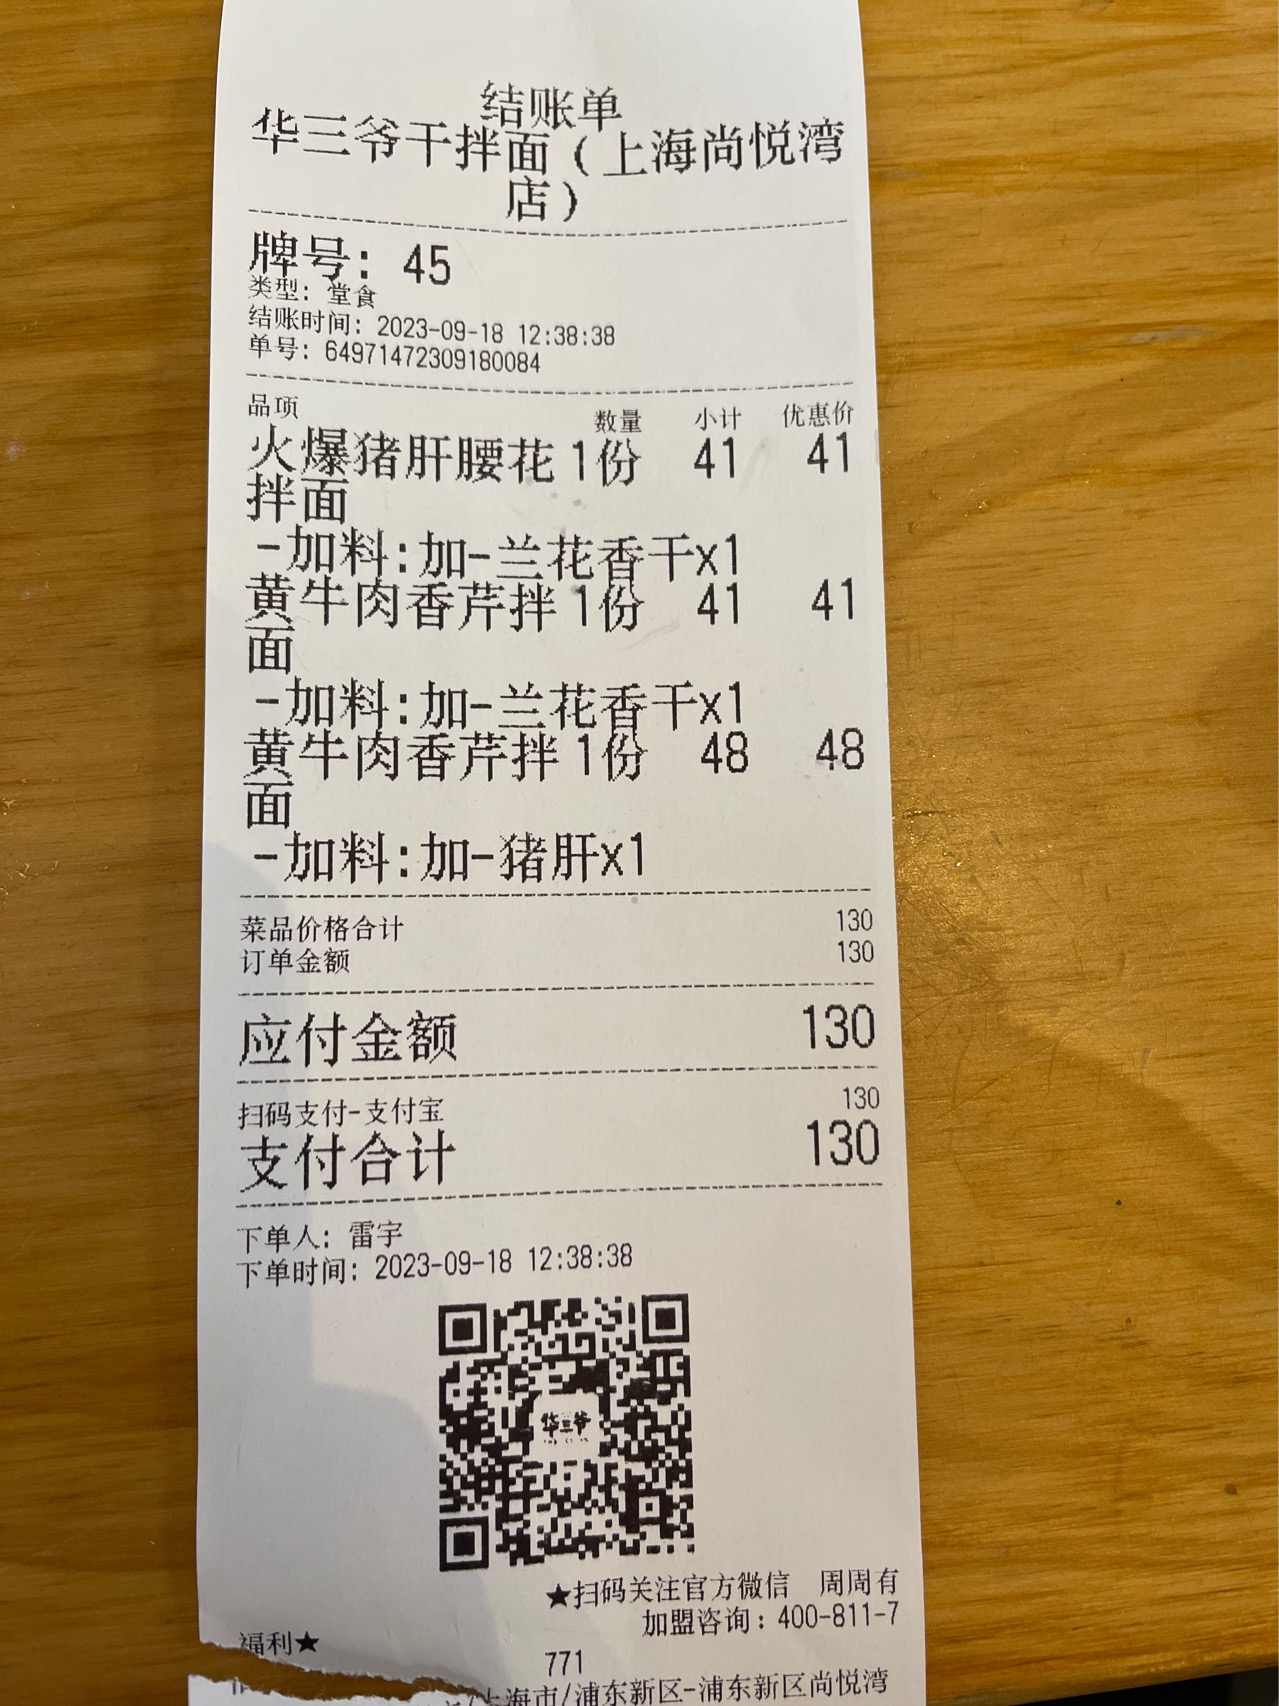 结账单
华三爷干拌面（上海尚悦湾
店）
牌号: 45
类型: 堂食
结账时间: 2023-09-18 12:38:38
单号: 64971472309180084
品项 数量 小计 优惠价
火爆猪肝腰花 1份 41 41
拌面
-加料:加-兰花香干x1
黄牛肉香芹拌 1份 41 41
面
-加料:加-兰花香干x1
黄牛肉香芹拌 1份 48 48
面
-加料:加-猪肝x1
菜品价格合计 130
订单金额 130
应付金额 130
扫码支付-支付宝 130
支付合计 130
下单人: 雷宇
下单时间: 2023-09-18 12:38:38
华三爷
★扫码关注官方微信 周周有
福利★
加盟咨询: 400-811-7
771
上海市/浦东新区-浦东新区尚悦湾